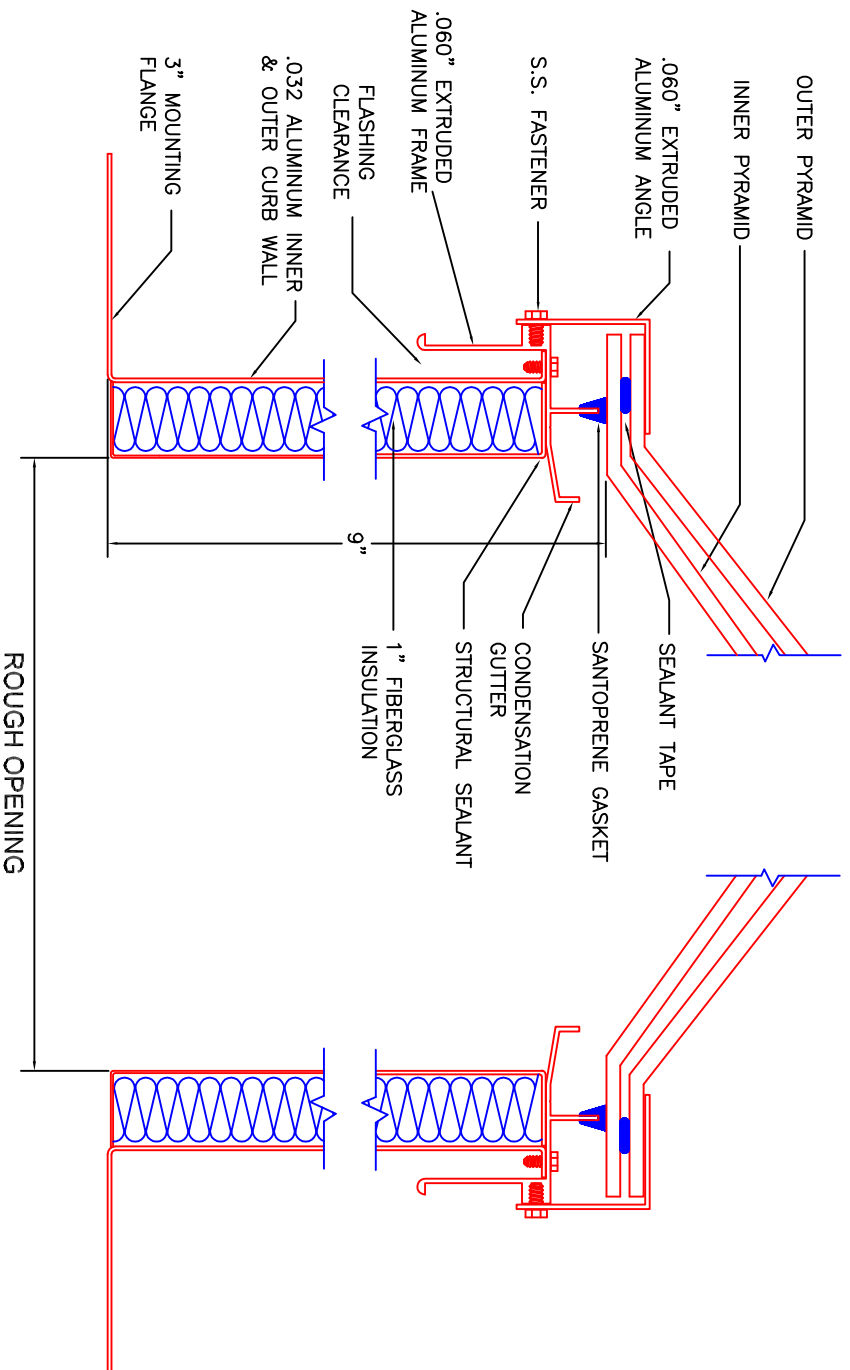 OUTER PYRAMID
INNER PYRAMID
.060" EXTRUDED
ALUMINUM ANGLE
S.S. FASTENER
.060" EXTRUDED
ALUMINUM FRAME
FLASHING
CLEARANCE
.032 ALUMINUM INNER
& OUTER CURB WALL
3" MOUNTING
FLANGE
SEALANT TAPE
SANTOPRENE GASKET
CONDENSATION
GUTTER
STRUCTURAL SEALANT
1" FIBERGLASS
INSULATION
9"
ROUGH OPENING